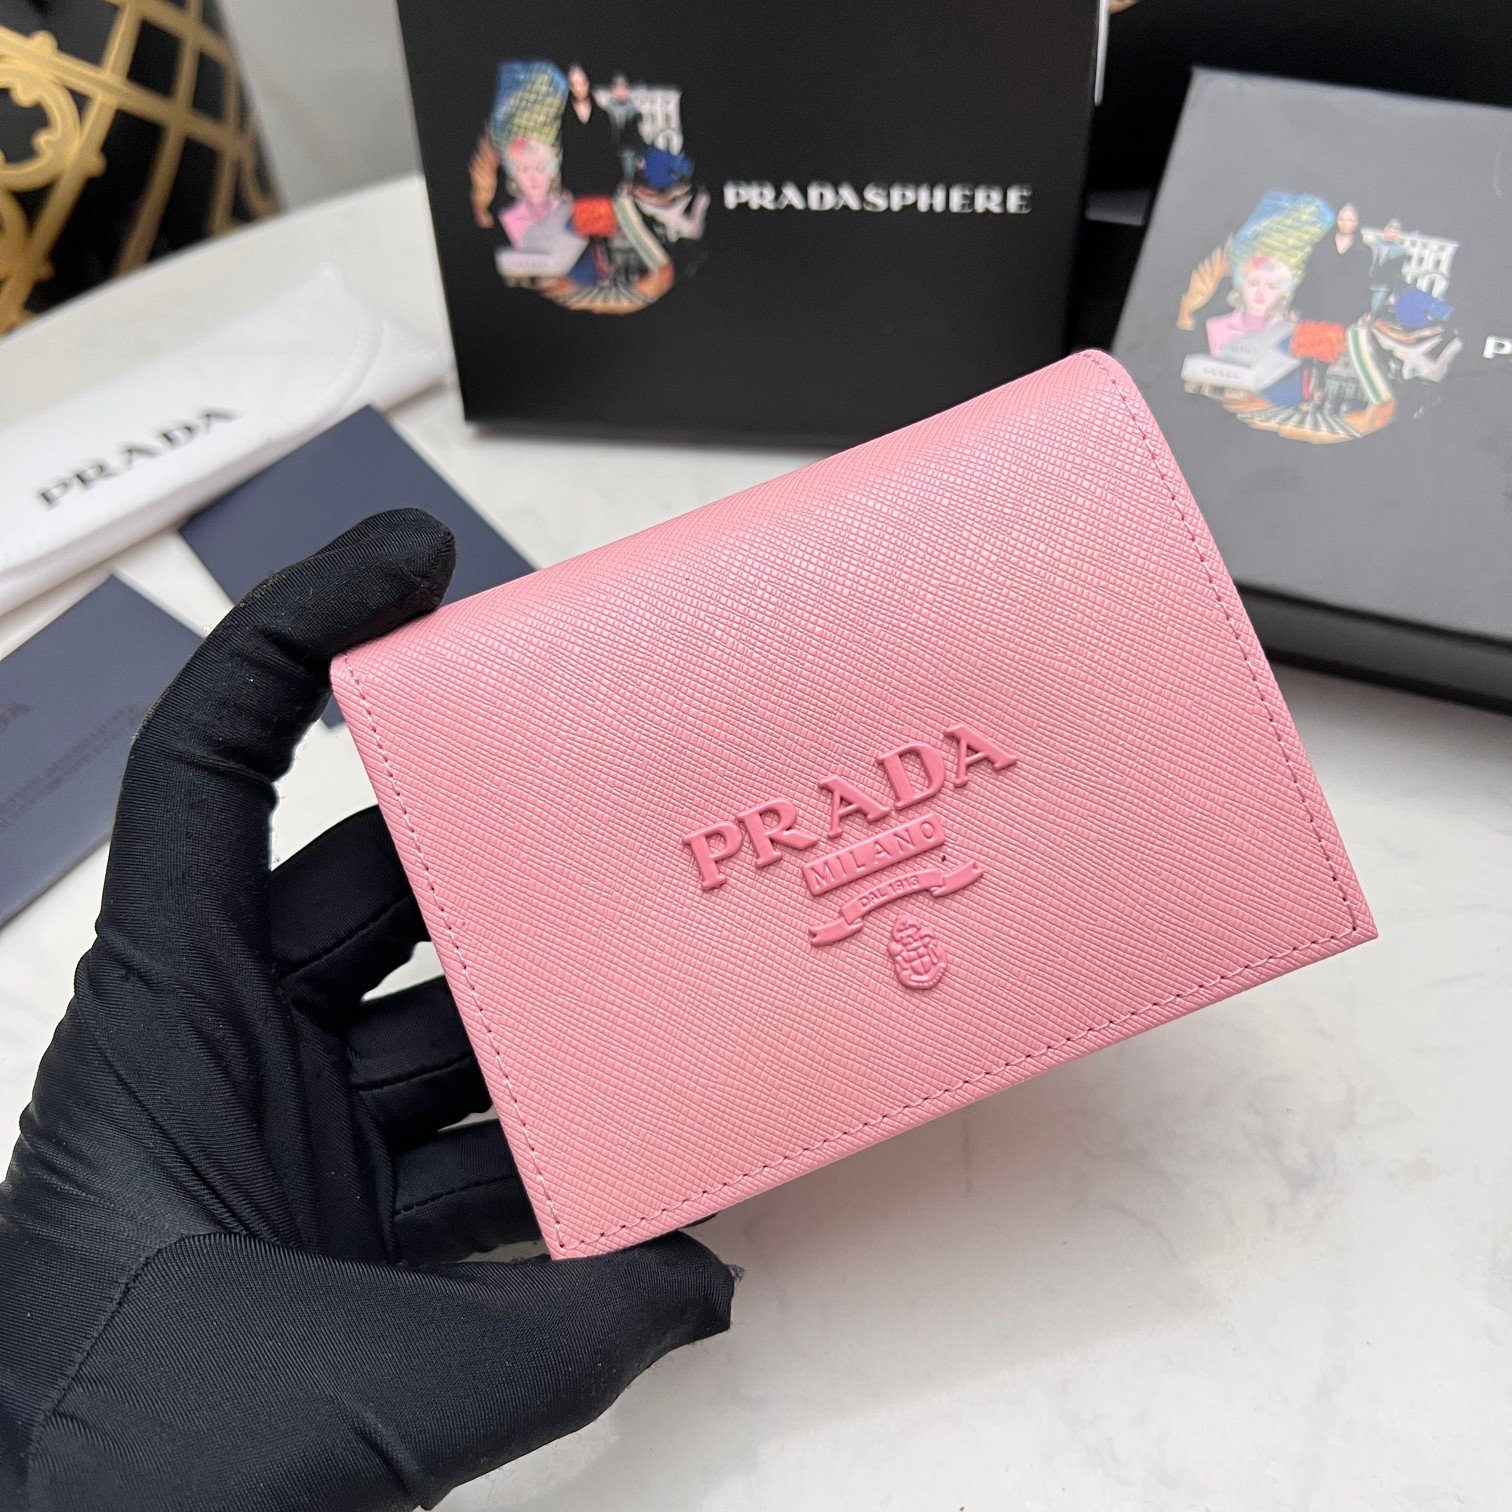 PRADASPHERE
P
PRADA
PRADA
MILANO
DAL 1913